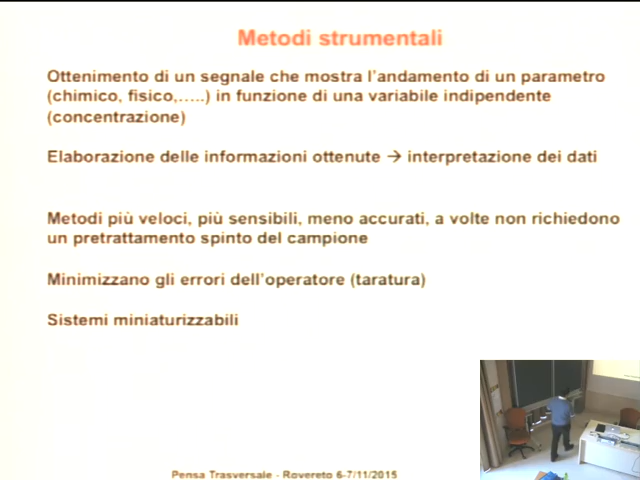 Metodi strumentali
Ottenimento di un segnale che mostra l'andamento di un parametro
(chimico, fisico,.....) in funzione di una variabile indipendente
(concentrazione)
Elaborazione delle informazioni ottenute → interpretazione dei dati
Metodi più veloci, più sensibili, meno accurati, a volte non richiedono
un pretrattamento spinto del campione
Minimizzano gli errori dell'operatore (taratura)
Sistemi miniaturizzabili
Pensa Trasversale - Rovereto 6-7/11/2015